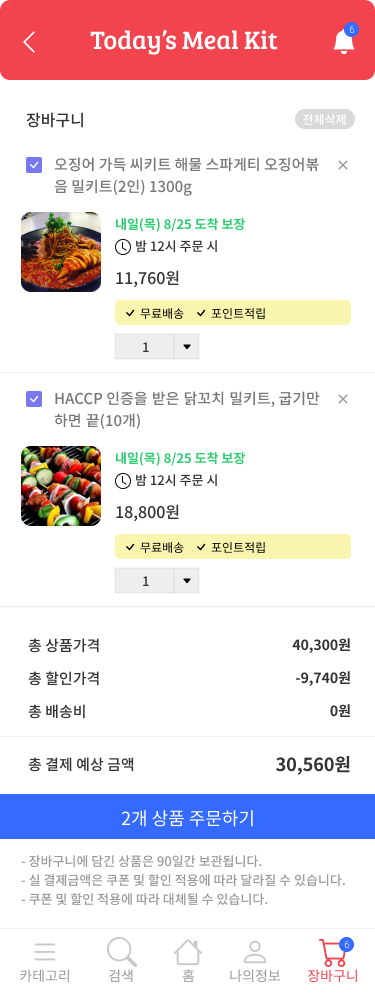 Today's Meal Kit
6
장바구니
전체삭제
오징어 가득 씨키트 해물 스파게티 오징어볶
음 밀키트(2인) 1300g
내일(목) 8/25 도착 보장
밤 12시 주문 시
11,760원
무료배송 포인트적립
1
HACCP 인증을 받은 닭꼬치 밀키트, 굽기만
하면 끝(10개)
내일(목) 8/25 도착 보장
밤 12시 주문 시
18,800원
무료배송 포인트적립
1
총 상품가격 40,300원
총 할인가격 -9,740원
총 배송비 0원
총 결제 예상 금액 30,560원
2개 상품 주문하기
- 장바구니에 담긴 상품은 90일간 보관됩니다.
- 실 결제금액은 쿠폰 및 할인 적용에 따라 달라질 수 있습니다.
- 쿠폰 및 할인 적용에 따라 대체될 수 있습니다.
6
카테고리 검색 홈 나의정보 장바구니